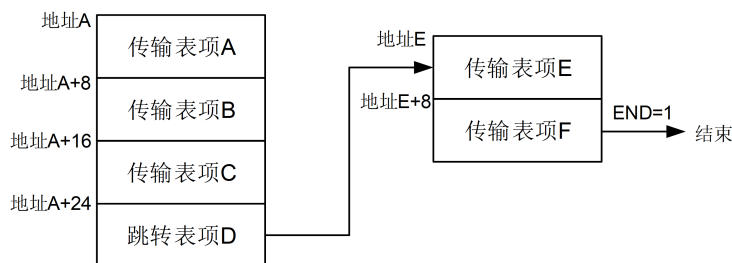 地址A
传输表项A
地址A+8
传输表项B
地址A+16
传输表项C
地址A+24
跳转表项D
地址E
传输表项E
地址E+8
传输表项F
END=1
结束